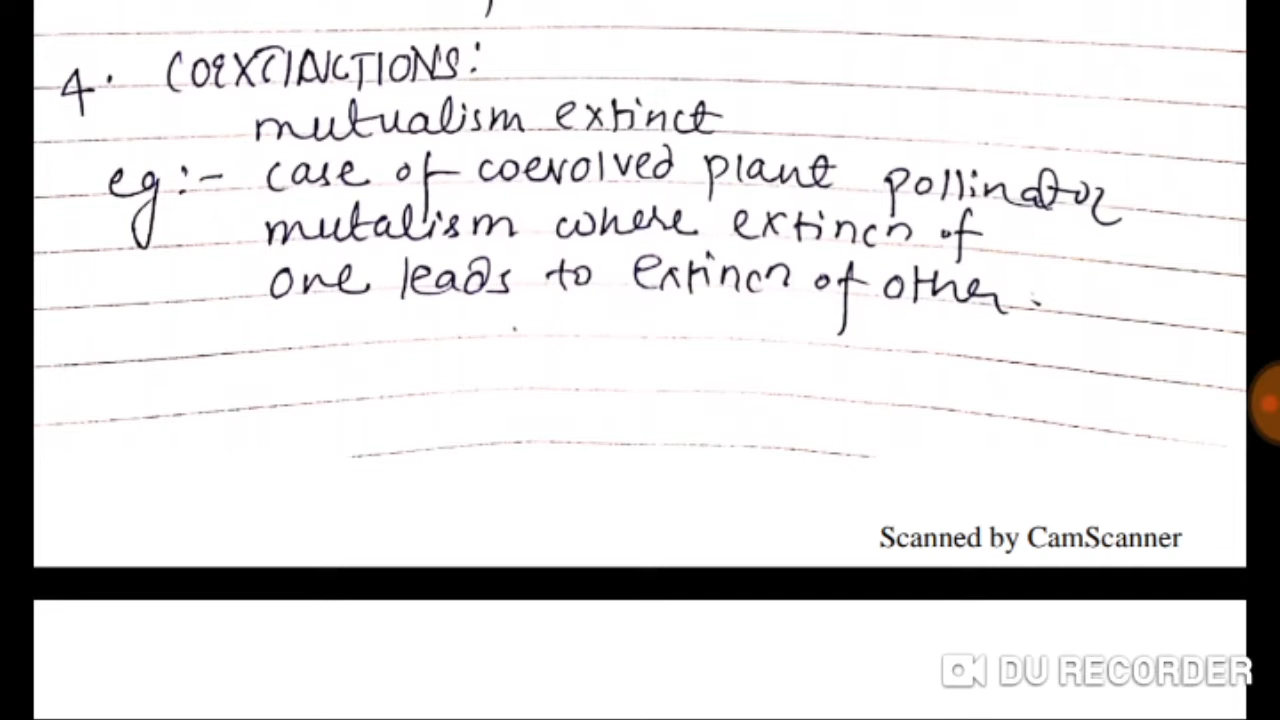 4. COEXTINCTIONS:
mutualism extinct
eg:- case of coevolved plant pollinator
mutalism where extincn of
one leads to extincn of other.
Scanned by CamScanner
DU RECORDER